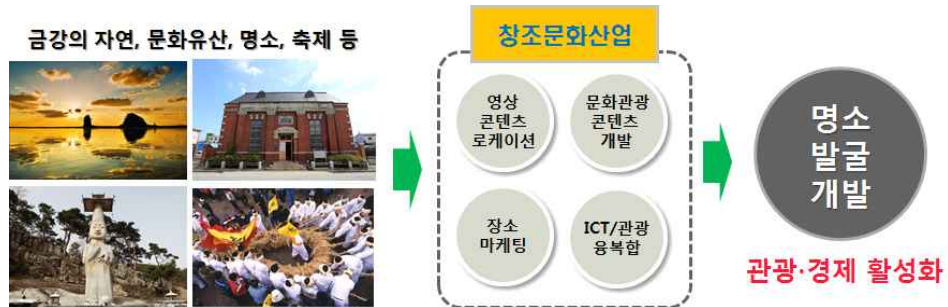 금강의 자연, 문화유산, 명소, 축제 등
창조문화산업
영상
콘텐츠
로케이션
문화관광
콘텐츠
개발
장소
마케팅
ICT/관광
융복합
명소
발굴
개발
관광·경제 활성화